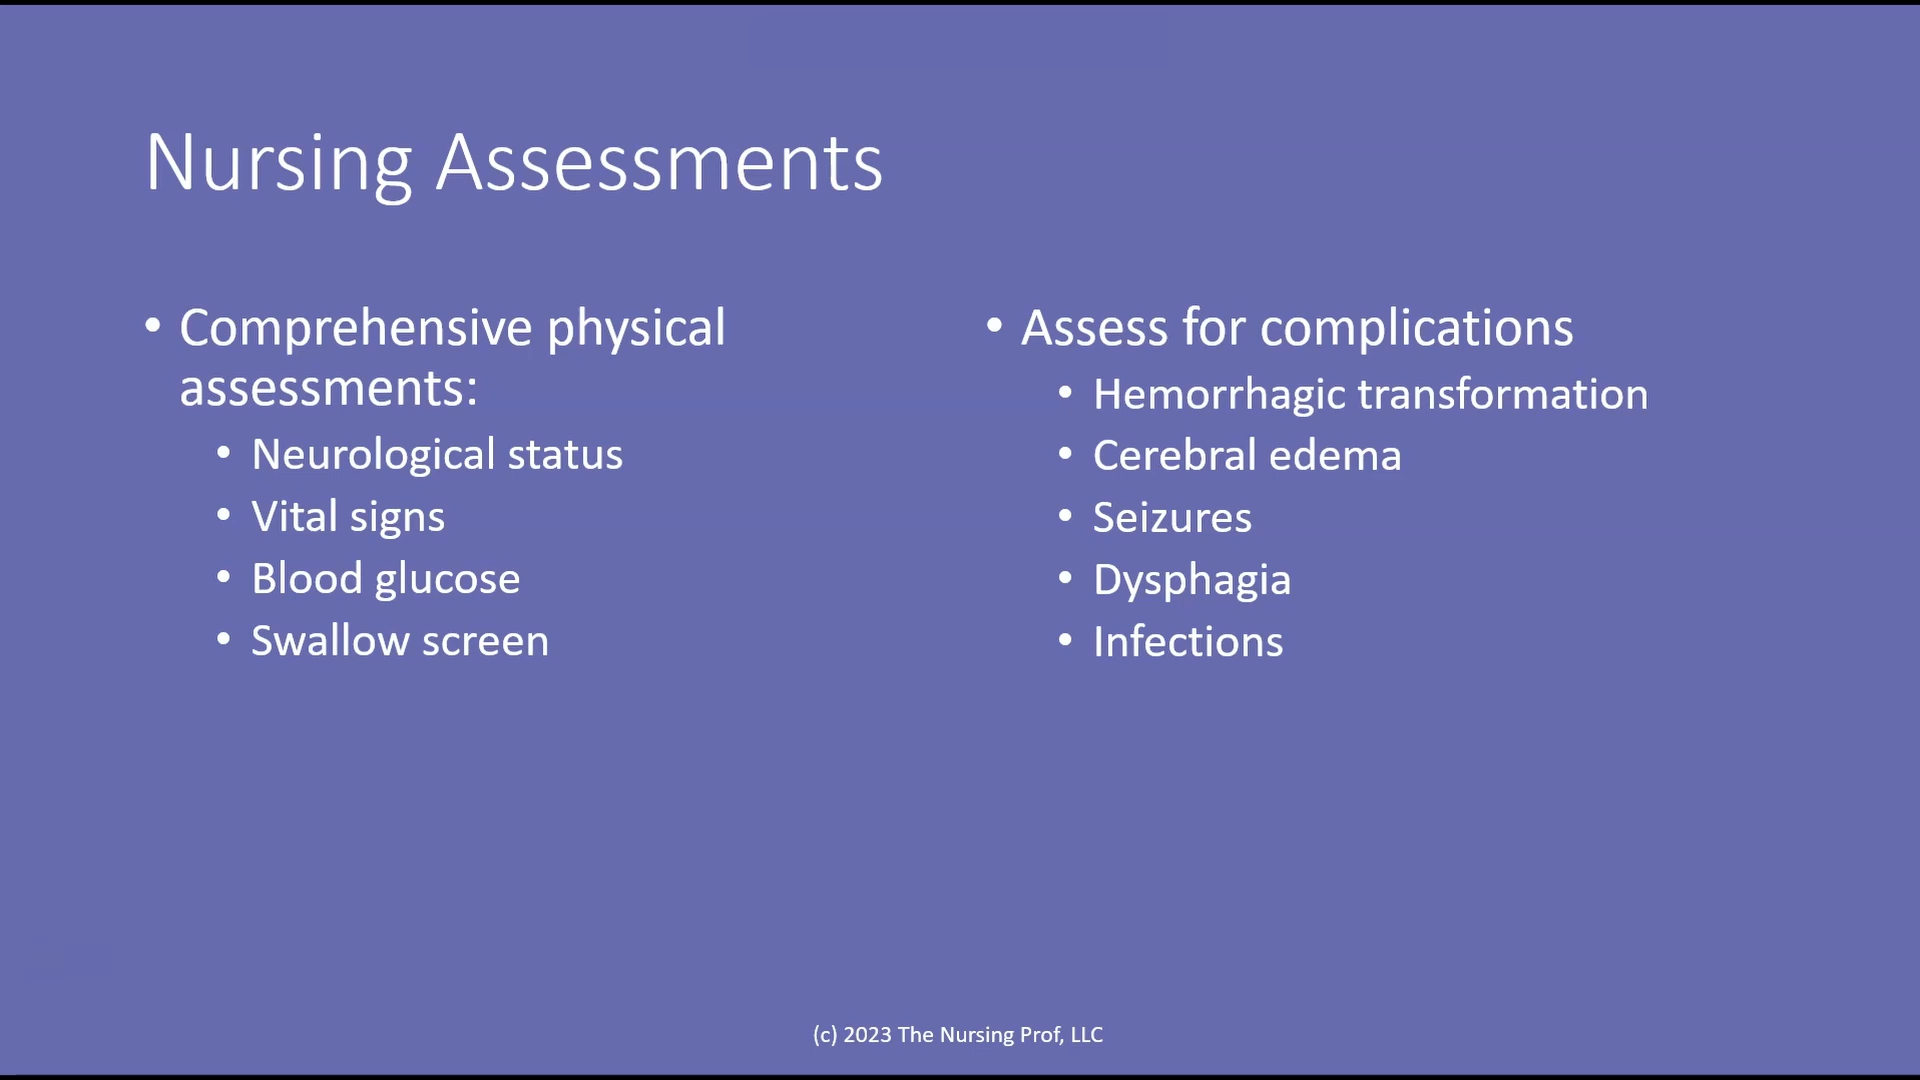 Nursing Assessments
• Comprehensive physical
assessments:
• Neurological status
• Vital signs
• Blood glucose
• Swallow screen
• Assess for complications
• Hemorrhagic transformation
• Cerebral edema
• Seizures
• Dysphagia
• Infections
(c) 2023 The Nursing Prof, LLC